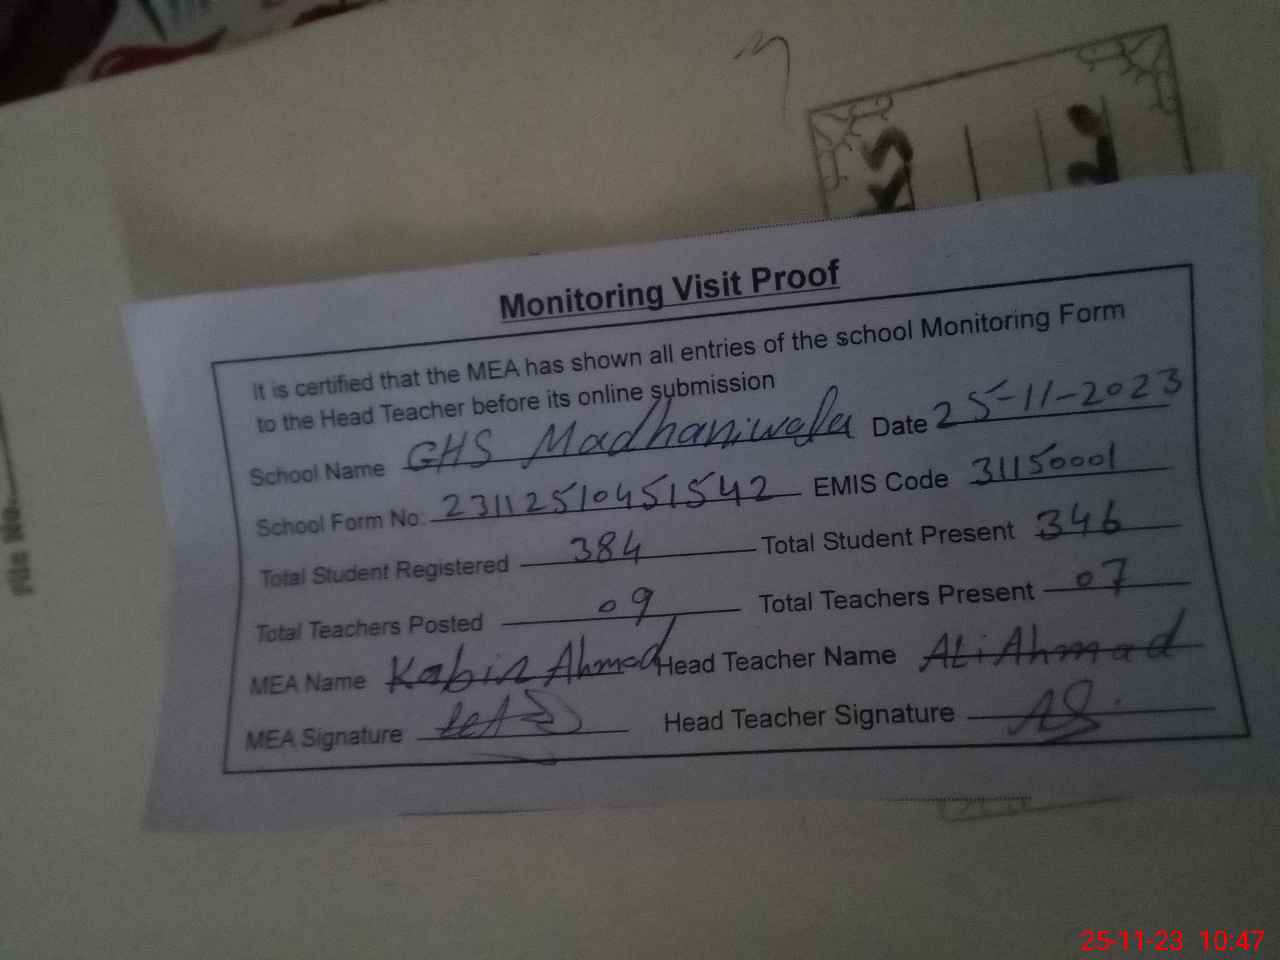 Monitoring Visit Proof
It is certified that the MEA has shown all entries of the school Monitoring Form
to the Head Teacher before its online submission
School Name GHS Madhaniwala Date 25-11-2023
School Form No: 23112510451542 EMIS Code 31150001
Total Student Registered 384 Total Student Present 346
Total Teachers Posted 09 Total Teachers Present 07
MEA Name Kabir Ahmad Head Teacher Name ALi Ahmad
MEA Signature Head Teacher Signature
File No.
25-11-23 10:47